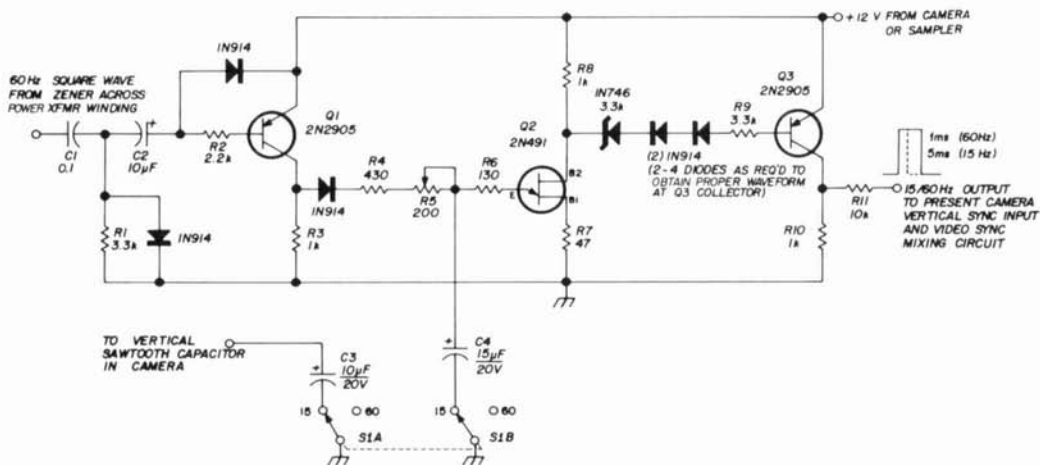 +12 V FROM CAMERA
OR SAMPLER
1N914
60Hz SQUARE WAVE
FROM ZENER ACROSS
POWER XFMR WINDING
Q1
2N2905
R8
1k
Q3
2N2905
1N746
3.3k
R9
3.3k
C1
0.1
C2
10µF
+
R2
2.2k
Q2
2N491
1ms (60Hz)
5ms (15 Hz)
R4
430
R6
130
E
B2
B1
(2) 1N914
(2-4 DIODES AS REQ'D TO
OBTAIN PROPER WAVEFORM
AT Q3 COLLECTOR)
1N914
R5
200
R11
10k
15/60Hz OUTPUT
TO PRESENT CAMERA
VERTICAL SYNC INPUT
AND VIDEO SYNC
MIXING CIRCUIT
R1
3.3k
1N914
R3
1k
R7
47
R10
1k
TO VERTICAL
SAWTOOTH CAPACITOR
IN CAMERA
+
C3
10µF
20V
+
C4
15µF
20V
15
60
S1A
15
60
S1B